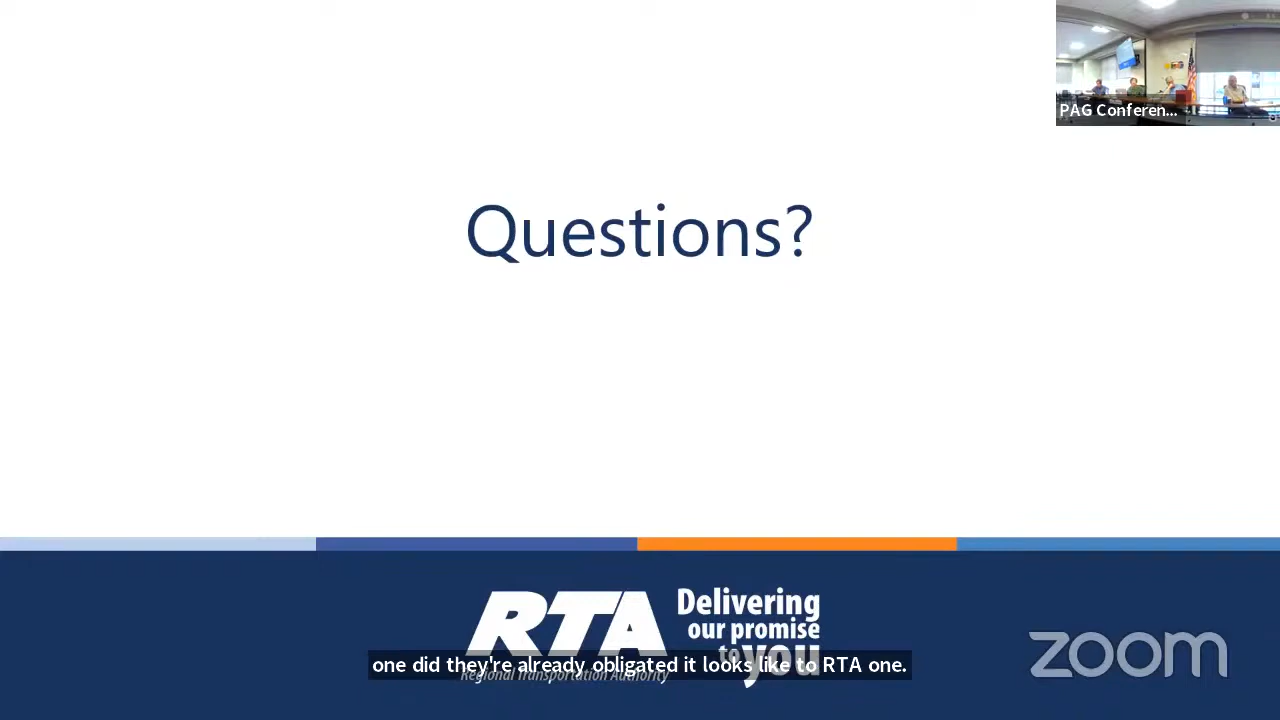 PAG Conferen...
Questions?
RTA
Regional Transportation Authority
Delivering
our promise
to you
one did they're already obligated it looks like to RTA one.
zoom